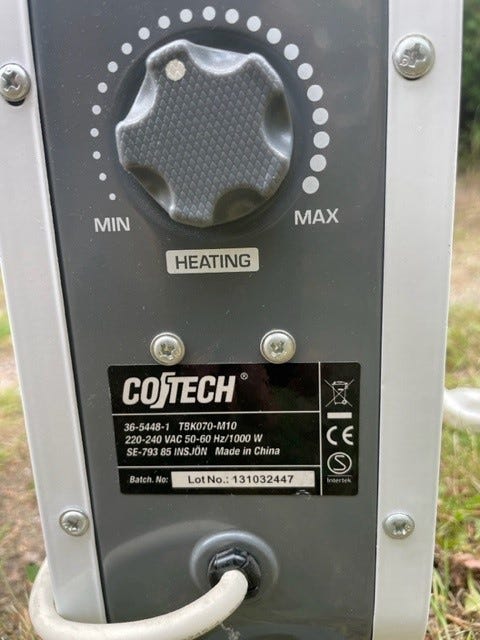 MIN MAX
HEATING
COTECH®
36-5448-1 TBK070-M10
220-240 VAC 50-60 Hz/1000 W
SE-793 85 INSJÖN Made in China
Batch. No: Lot No.: 131032447
CE
S
Intertek